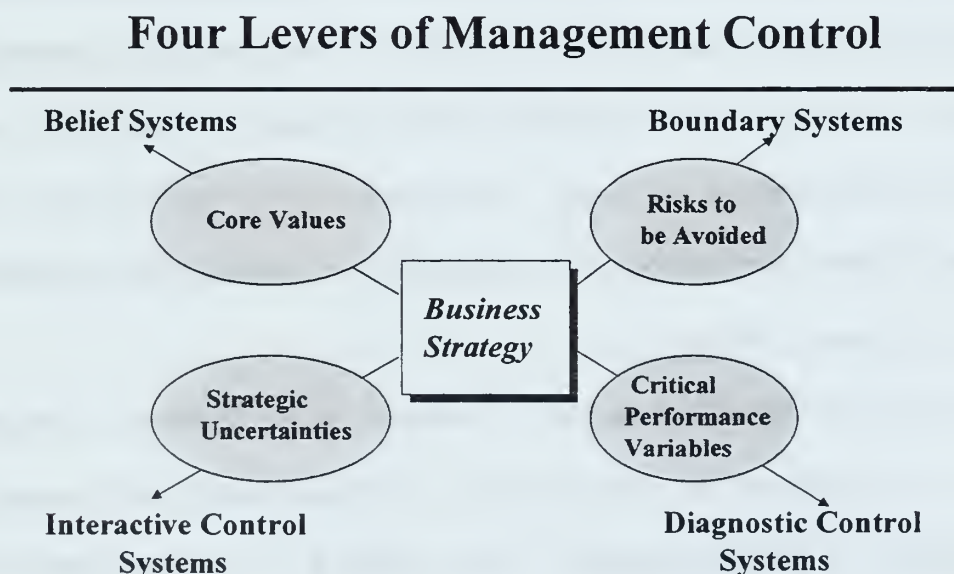 Four Levers of Management Control
Belief Systems
Boundary Systems
Core Values
Risks to
be Avoided
Business
Strategy
Strategic
Uncertainties
Critical
Performance
Variables
Interactive Control
Systems
Diagnostic Control
Systems